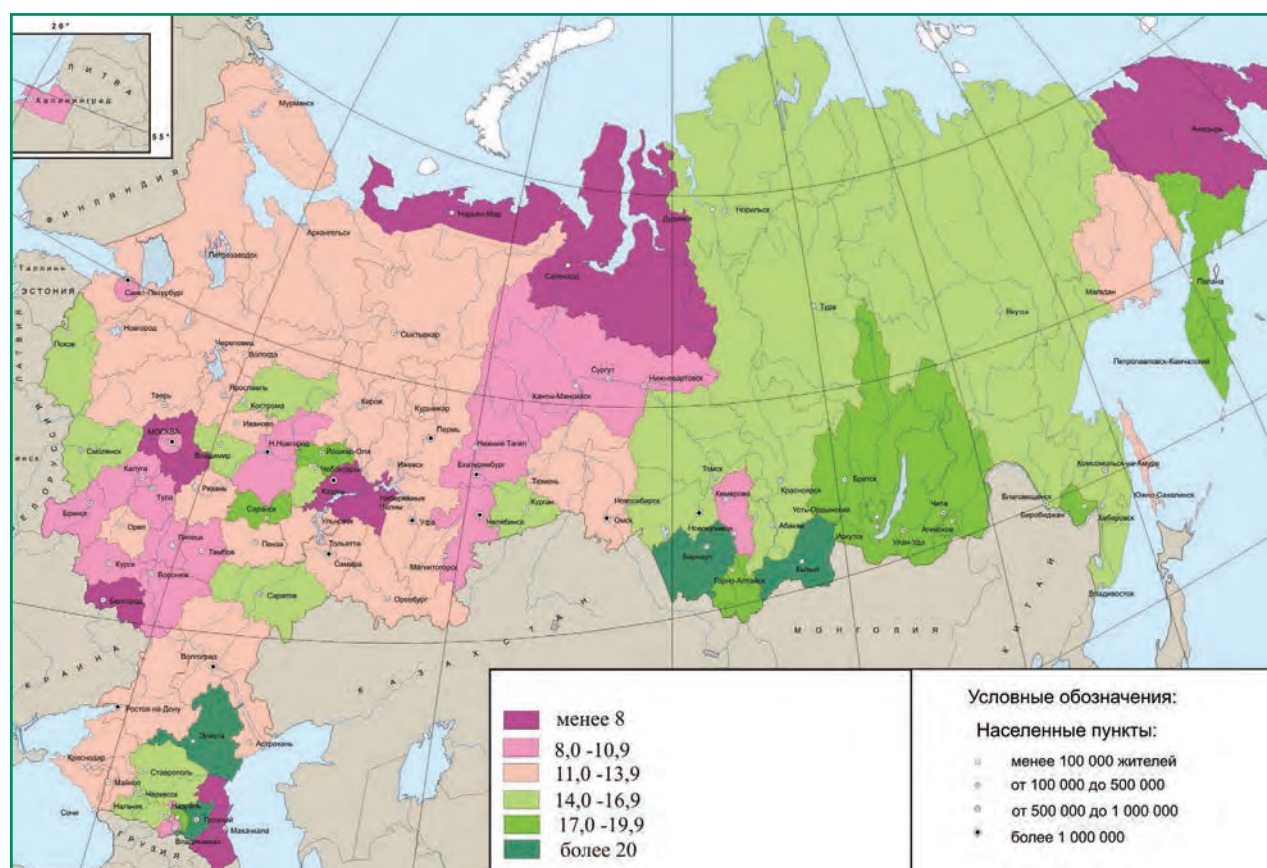 26°
ЛИТВА
Калининград
55°
Мурманск
ФИНЛЯНДИЯ
Нарьян-Мар
Анадырь
Архангельск
Дудинка
Норильск
Петрозаводск
Салехард
Таллинь
ЭСТОНИЯ
Санкт-Петербург
Палана
Магадан
Новгород
Тура
Якутск
ЛАТВИЯ
Псков
Череповец
Вологда
Сыктывкар
Петропавловск-Камчатский
Сургут
Нижневартовск
Ярославль
Ханты-Мансийск
Тверь
Кострома
Киров
Кудымкар
Иваново
Пермь
МОСКВА
Н.Новгород
Нижний Тагил
Смоленск
Владимир
Йошкар-Ола
Чебоксары
Ижевск
Екатеринбург
Томск
Комсомольск-на-Амуре
БЕЛОРУССИЯ
Калуга
Казань
Тюмень
Красноярск
Братск
Тула
Рязань
Набережные
Челны
Курган
Новосибирск
Кемерово
Усть-Ордынский
Чита
Благовещенск
Южно-Сахалинск
Брянск
Саранск
Ульяновск
Уфа
Челябинск
Омск
Новокузнецк
Абакан
Агинское
Биробиджан
Хабаровск
Орел
Пенза
Тольятти
Барнаул
Иркутск
Улан-Удэ
Липецк
Тамбов
Самара
Магнитогорск
Горно-Алтайск
Кызыл
Курск
Воронеж
Саратов
Оренбург
Владивосток
Белгород
КАЗАХСТАН
МОНГОЛИЯ
КИТАЙ
УКРАИНА
Волгоград
Ростов-на-Дону
Элиста
Астрахань
Краснодар
Ставрополь
Майкоп
Черкесск
Сочи
Нальчик
Назрань
Грозный
Владикавказ
Махачкала
ГРУЗИЯ
менее 8
8,0 -10,9
11,0 -13,9
14,0 -16,9
17,0 -19,9
более 20
Условные обозначения:
Населенные пункты:
менее 100 000 жителей
от 100 000 до 500 000
от 500 000 до 1 000 000
более 1 000 000